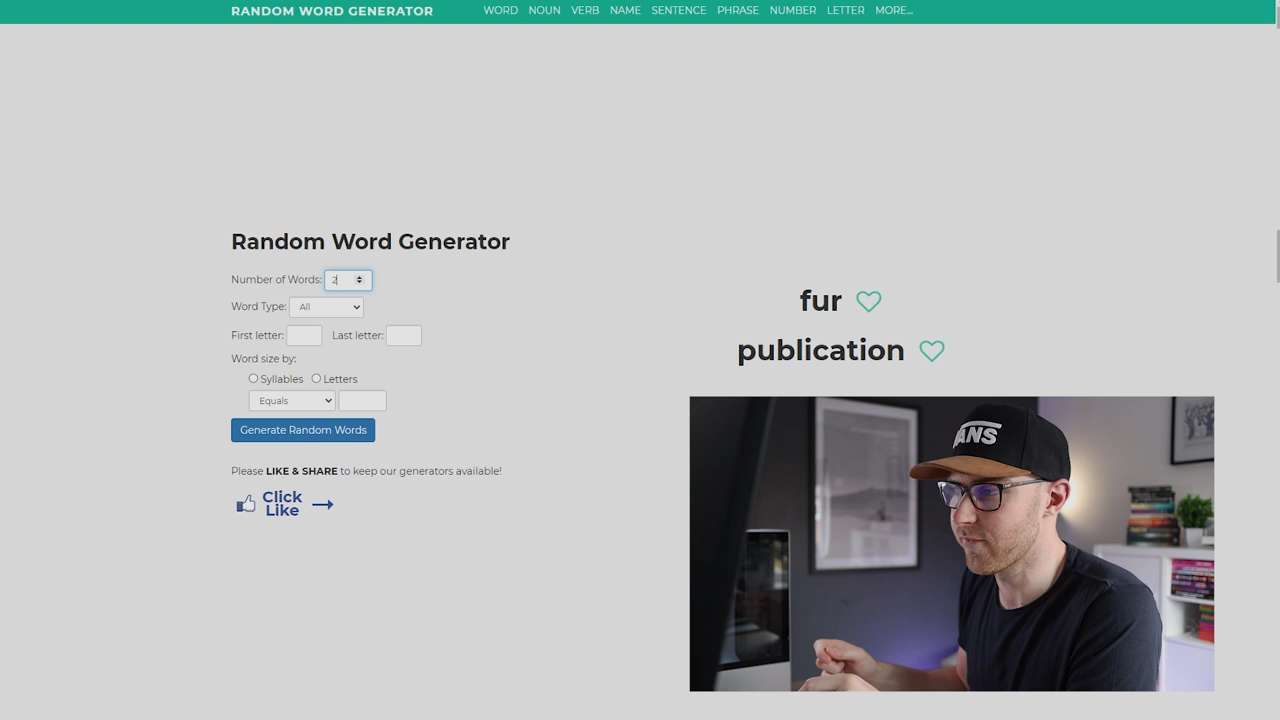 RANDOM WORD GENERATOR
WORD NOUN VERB NAME SENTENCE PHRASE NUMBER LETTER MORE...
Random Word Generator
Number of Words: 2
Word Type: All
First letter: Last letter:
Word size by:
Syllables Letters
Equals
Generate Random Words
Please LIKE & SHARE to keep our generators available!
Click
Like
fur
publication
VANS